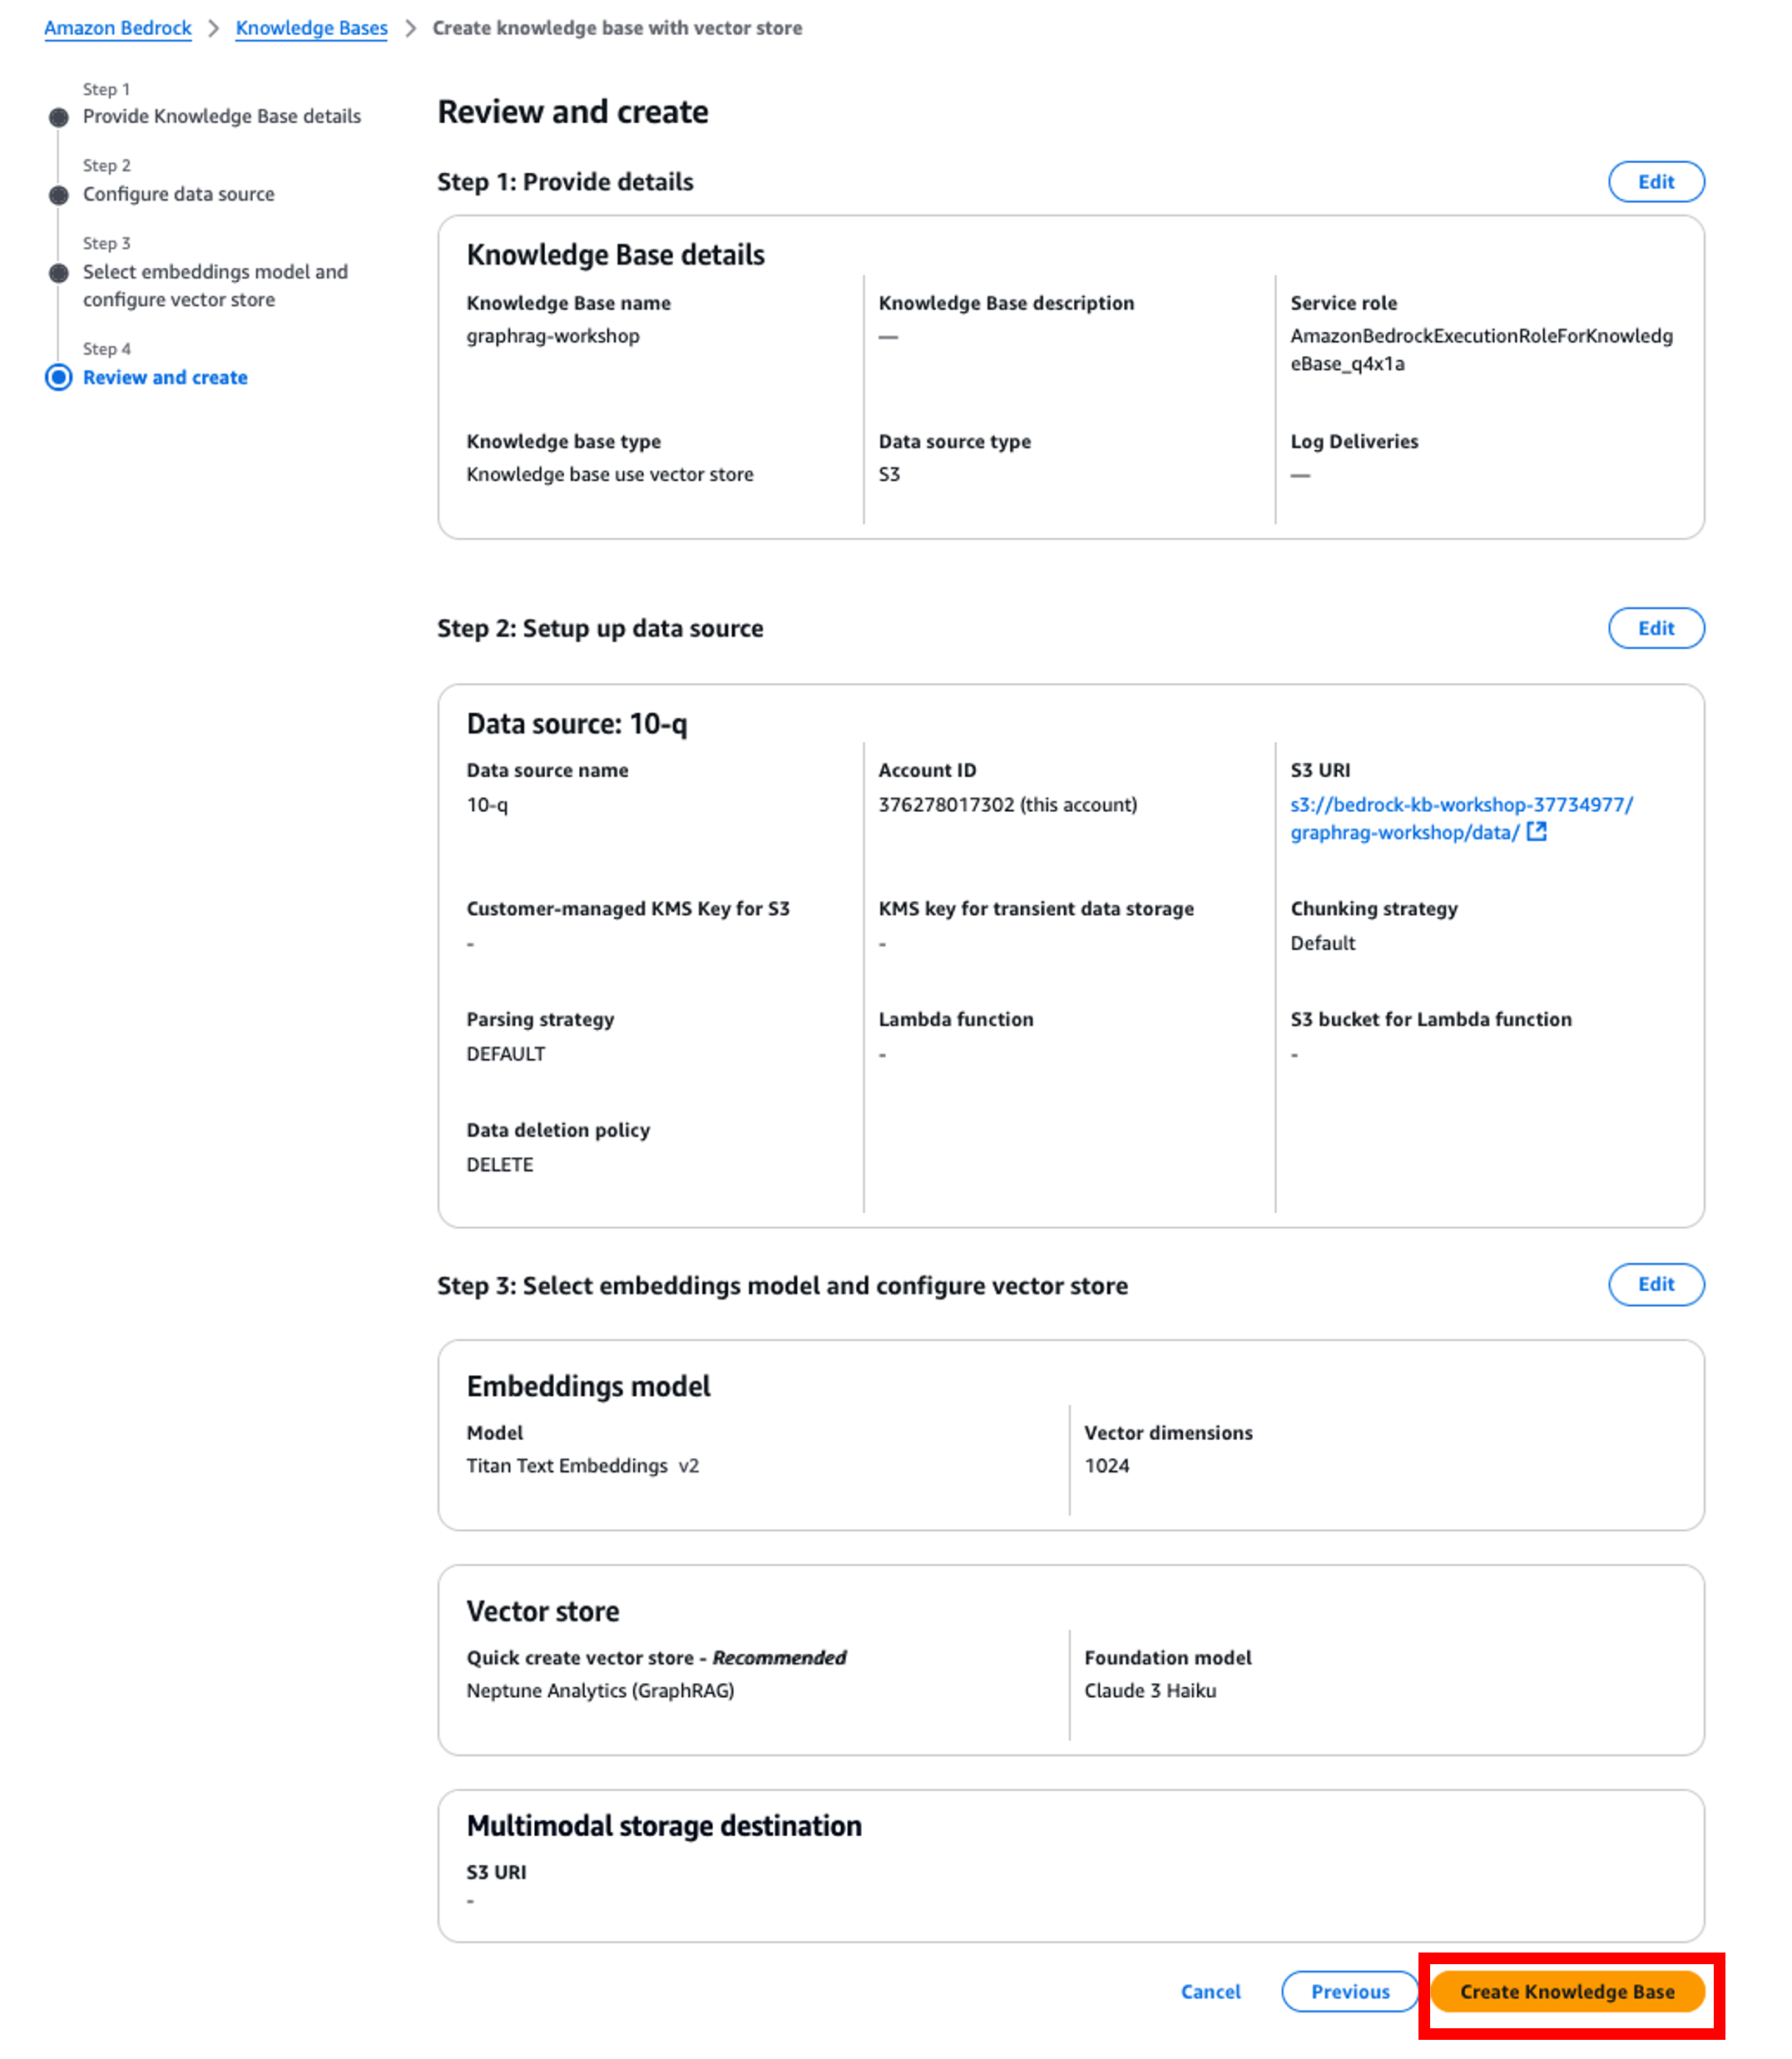 Amazon Bedrock > Knowledge Bases > Create knowledge base with vector store
Step 1
Provide Knowledge Base details
Step 2
Configure data source
Step 3
Select embeddings model and
configure vector store
Step 4
Review and create
Review and create
Step 1: Provide details
Edit
Knowledge Base details
Knowledge Base name
graphrag-workshop
Knowledge Base description
—
Service role
AmazonBedrockExecutionRoleForKnowledg
eBase_q4x1a
Knowledge base type
Knowledge base use vector store
Data source type
S3
Log Deliveries
—
Step 2: Setup up data source
Edit
Data source: 10-q
Data source name
10-q
Account ID
376278017302 (this account)
S3 URI
s3://bedrock-kb-workshop-37734977/
graphrag-workshop/data/
Customer-managed KMS Key for S3
-
KMS key for transient data storage
-
Chunking strategy
Default
Parsing strategy
DEFAULT
Lambda function
-
S3 bucket for Lambda function
-
Data deletion policy
DELETE
Step 3: Select embeddings model and configure vector store
Edit
Embeddings model
Model
Titan Text Embeddings v2
Vector dimensions
1024
Vector store
Quick create vector store - Recommended
Neptune Analytics (GraphRAG)
Foundation model
Claude 3 Haiku
Multimodal storage destination
S3 URI
-
Cancel
Previous
Create Knowledge Base